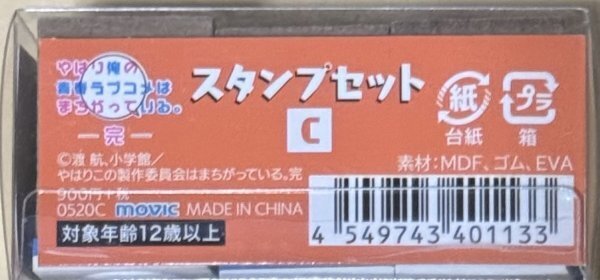 やはり俺の
青春ラブコメは
まちがっている。
完
スタンプセット
C
紙
台紙
プラ
箱
©渡 航、小学館/
やはりこの製作委員会はまちがっている。完
900円+税
0520C movic MADE IN CHINA
対象年齢12歳以上
素材:MDF、ゴム、EVA
4 549743 401133